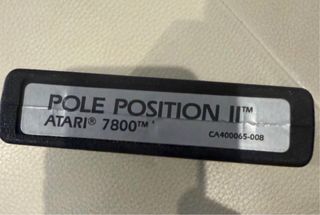 POLE POSITION II™
ATARI® 7800™
CA400065-008